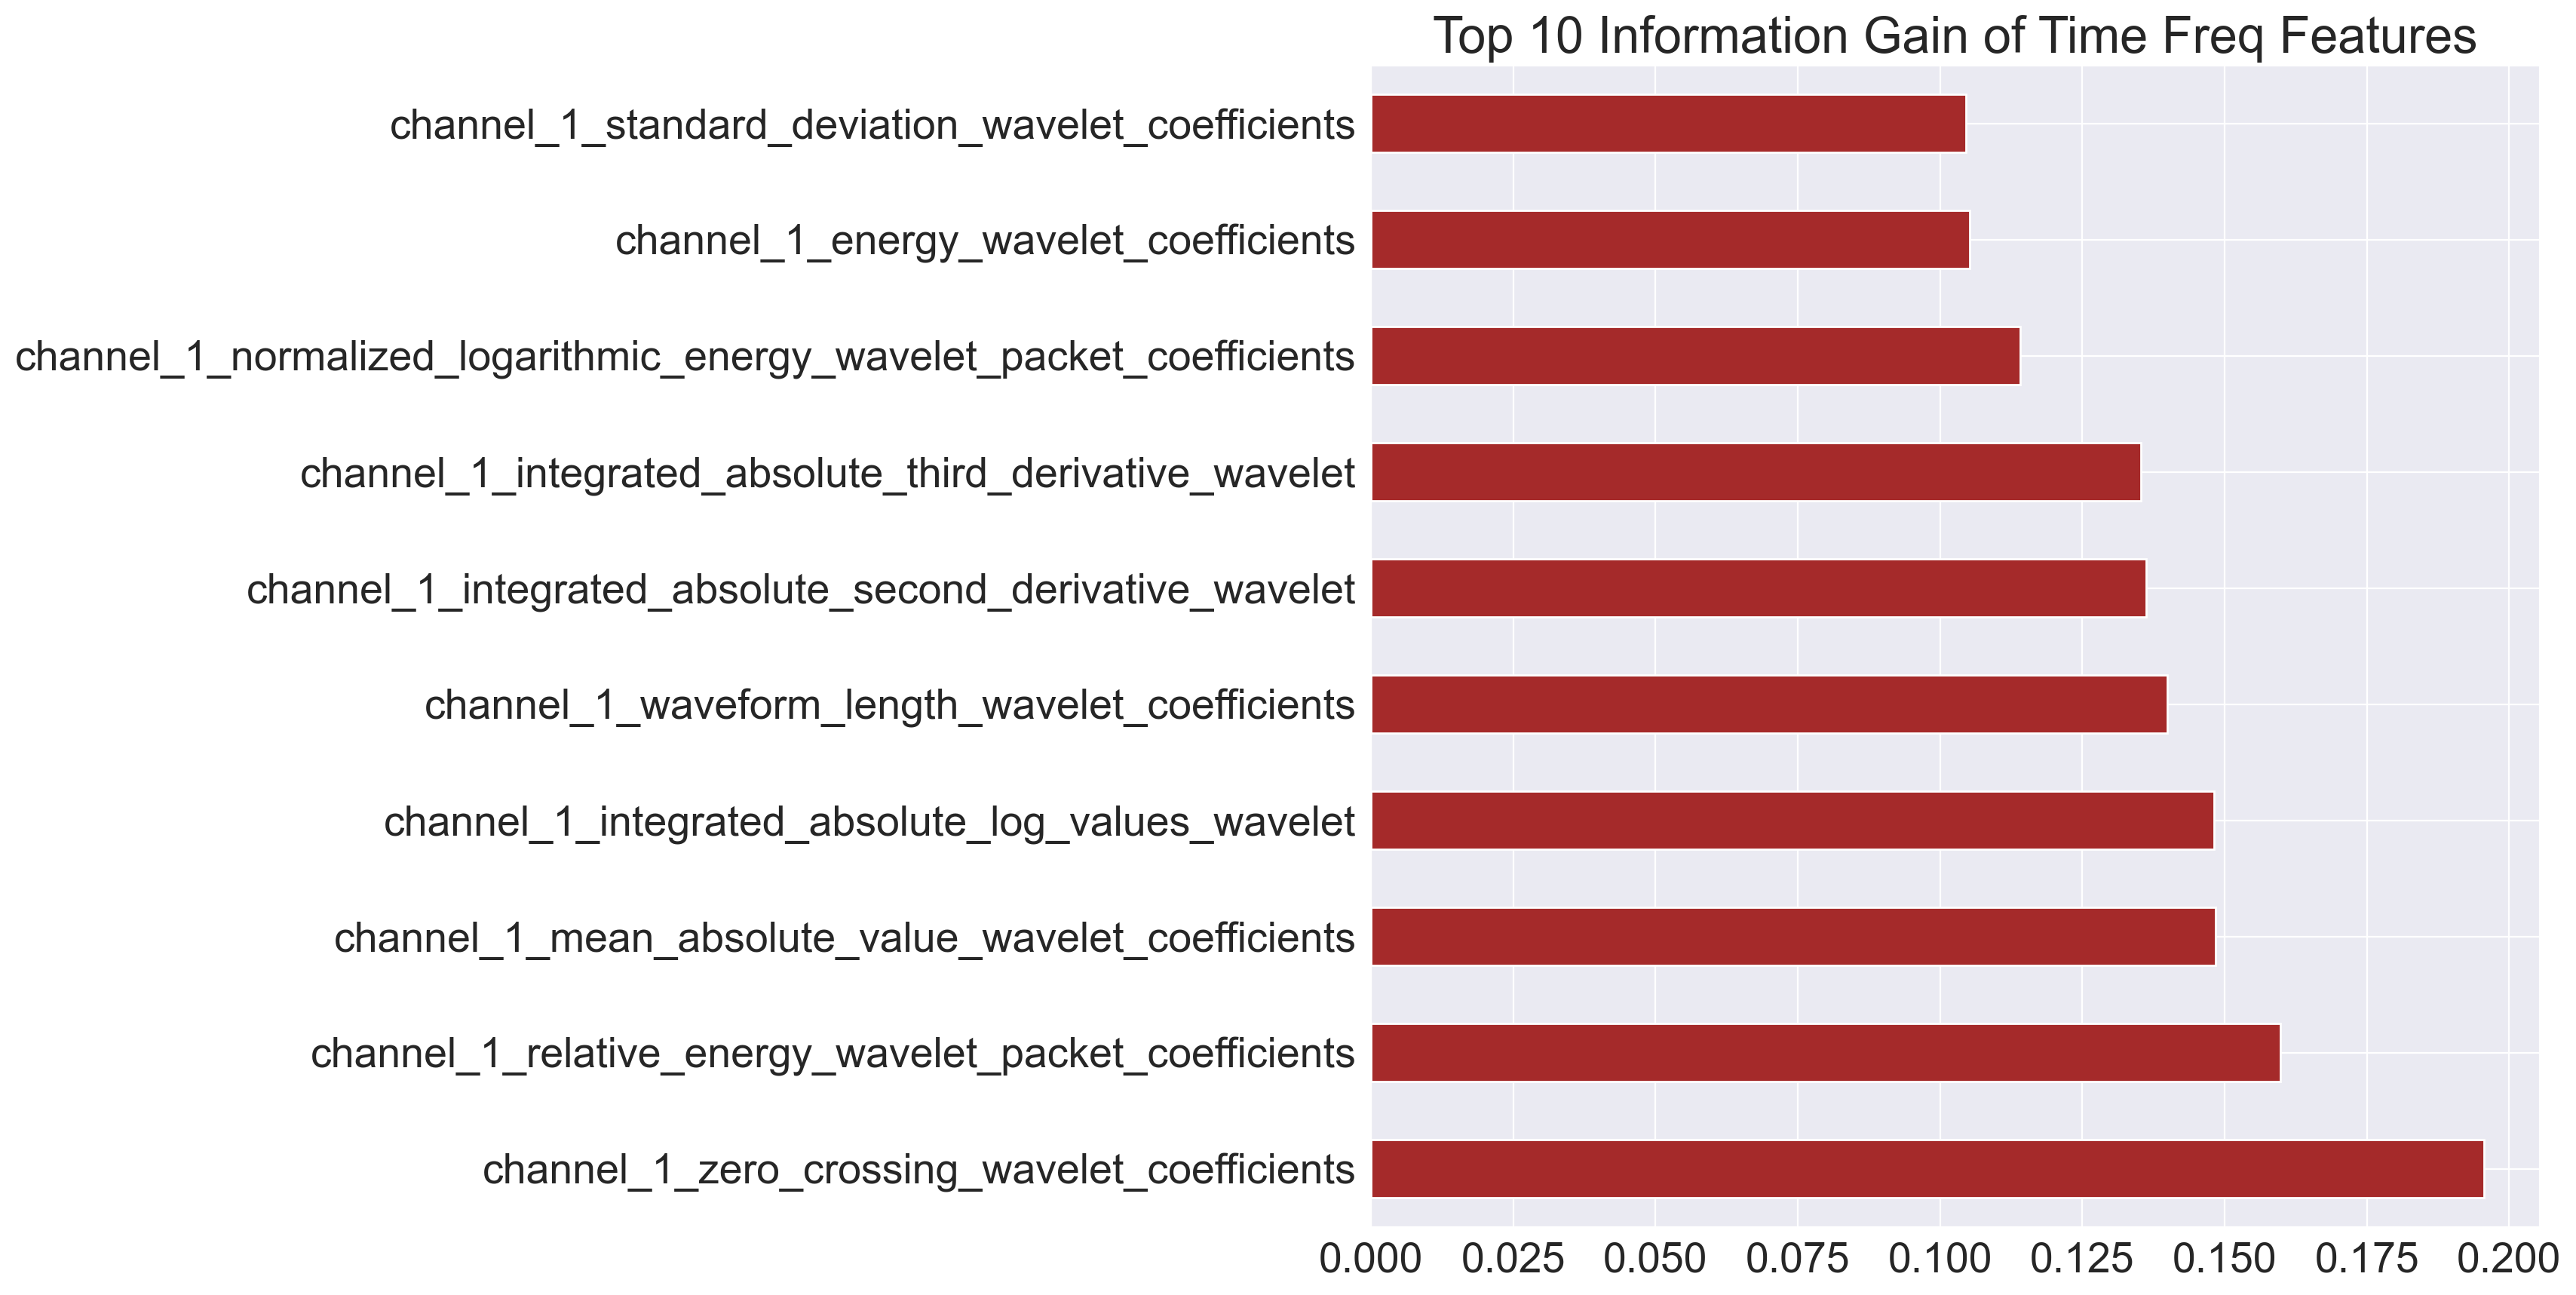 Top 10 Information Gain of Time Freq Features
channel_1_standard_deviation_wavelet_coefficients
channel_1_energy_wavelet_coefficients
channel_1_normalized_logarithmic_energy_wavelet_packet_coefficients
channel_1_integrated_absolute_third_derivative_wavelet
channel_1_integrated_absolute_second_derivative_wavelet
channel_1_waveform_length_wavelet_coefficients
channel_1_integrated_absolute_log_values_wavelet
channel_1_mean_absolute_value_wavelet_coefficients
channel_1_relative_energy_wavelet_packet_coefficients
channel_1_zero_crossing_wavelet_coefficients
0.000 0.025 0.050 0.075 0.100 0.125 0.150 0.175 0.200